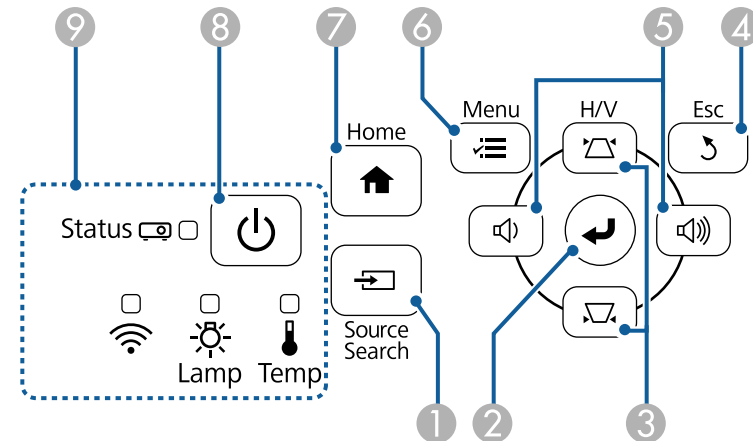 9 8 7 6 5 4
Menu H/V Esc
Home
Status
Source
Search
Lamp Temp
1 2 3